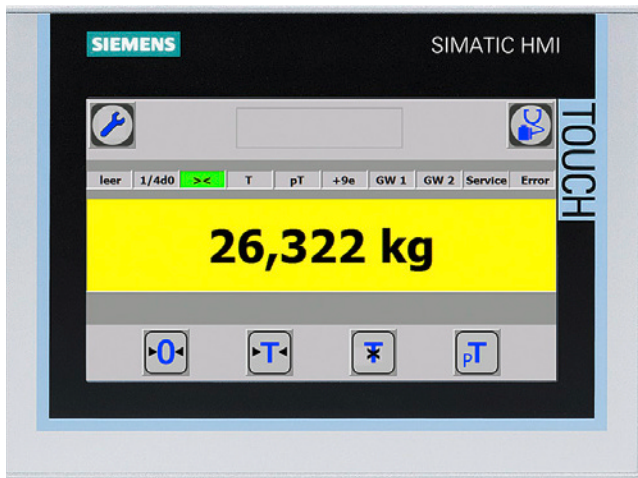 SIEMENS SIMATIC HMI
TOUCH
leer 1/4d0 >< T pT +9e GW 1 GW 2 Service Error
26,322 kg
►0◄ ►T◄ T pT